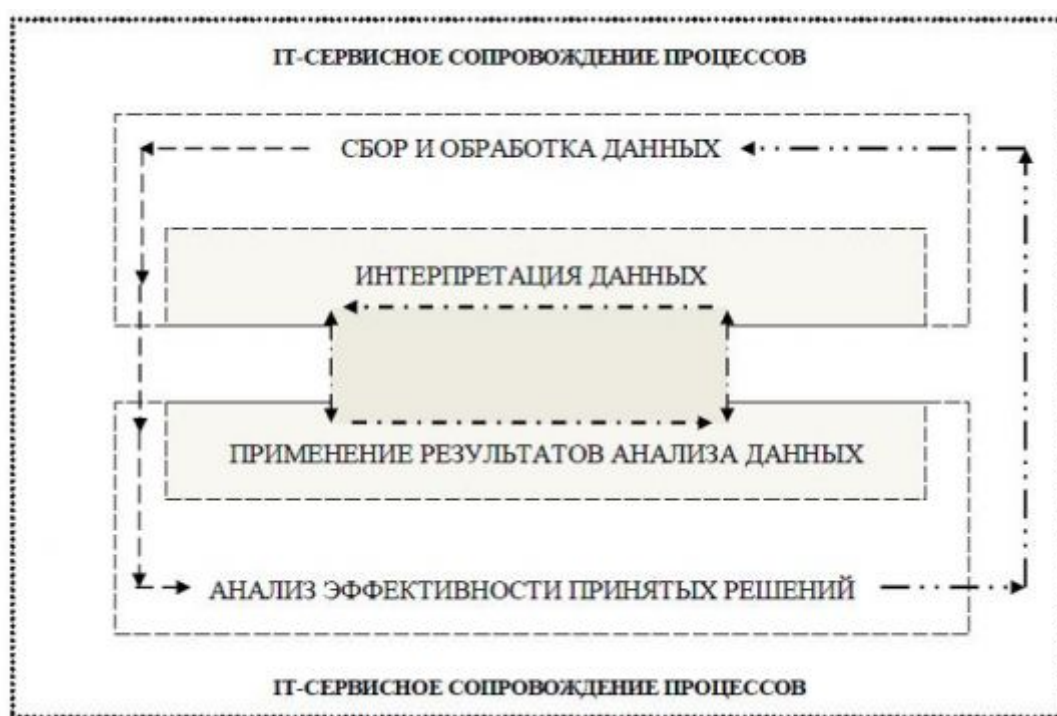 IT-СЕРВИСНОЕ СОПРОВОЖДЕНИЕ ПРОЦЕССОВ
СБОР И ОБРАБОТКА ДАННЫХ
ИНТЕРПРЕТАЦИЯ ДАННЫХ
ПРИМЕНЕНИЕ РЕЗУЛЬТАТОВ АНАЛИЗА ДАННЫХ
АНАЛИЗ ЭФФЕКТИВНОСТИ ПРИНЯТЫХ РЕШЕНИЙ
IT-СЕРВИСНОЕ СОПРОВОЖДЕНИЕ ПРОЦЕССОВ